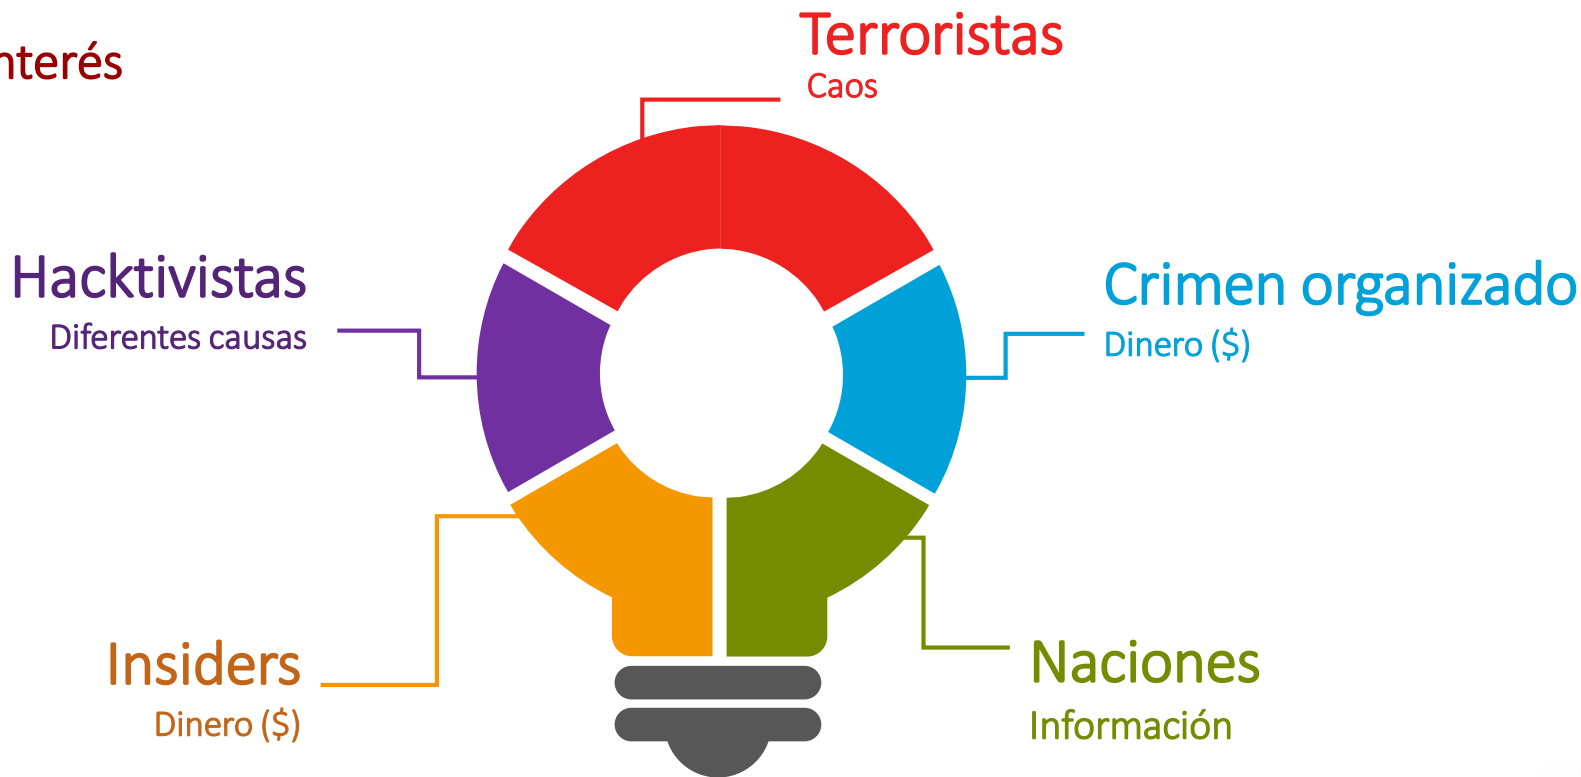 nterés
Terroristas
Caos
Hacktivistas
Diferentes causas
Crimen organizado
Dinero ($)
Insiders
Dinero ($)
Naciones
Información